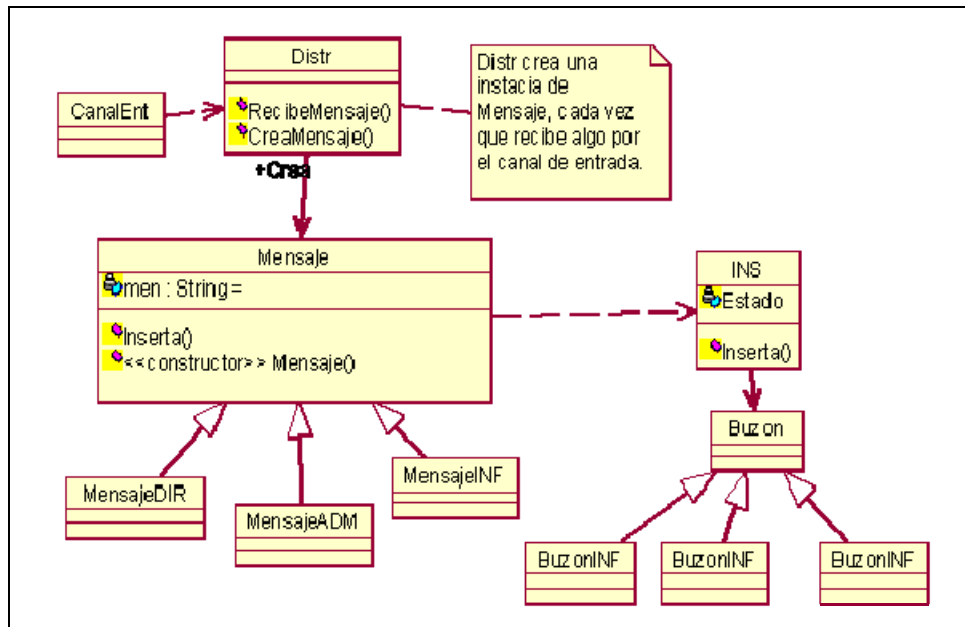 Distr
RecibeMensaje()
CreaMensaje()
CanalEnt
Distr crea una
instacia de
Mensaje, cada vez
que recibe algo por
el canal de entrada.
+Crea
Mensaje
men : String =
Inserta()
<<constructor>> Mensaje()
INS
Estado
Inserta()
Buzon
MensajeDIR
MensajeADM
MensajeINF
BuzonINF
BuzonINF
BuzonINF